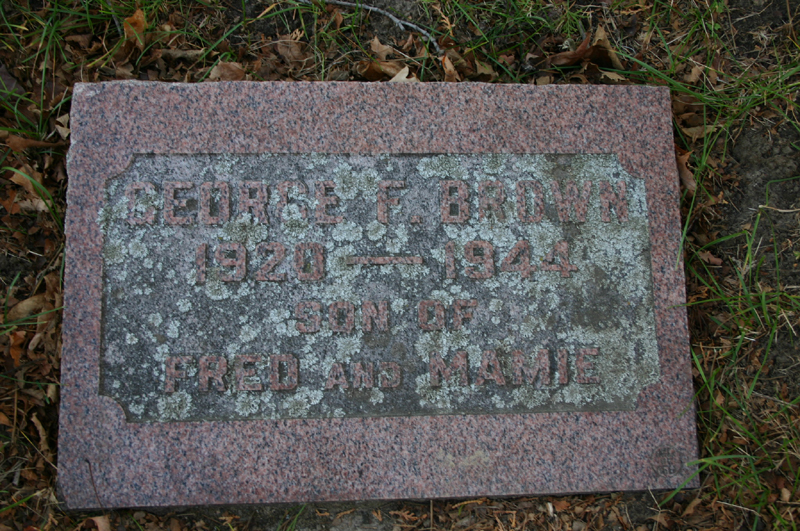 GEORGE F. BROWN
1920 — 1944
SON OF
FRED AND MAMIE